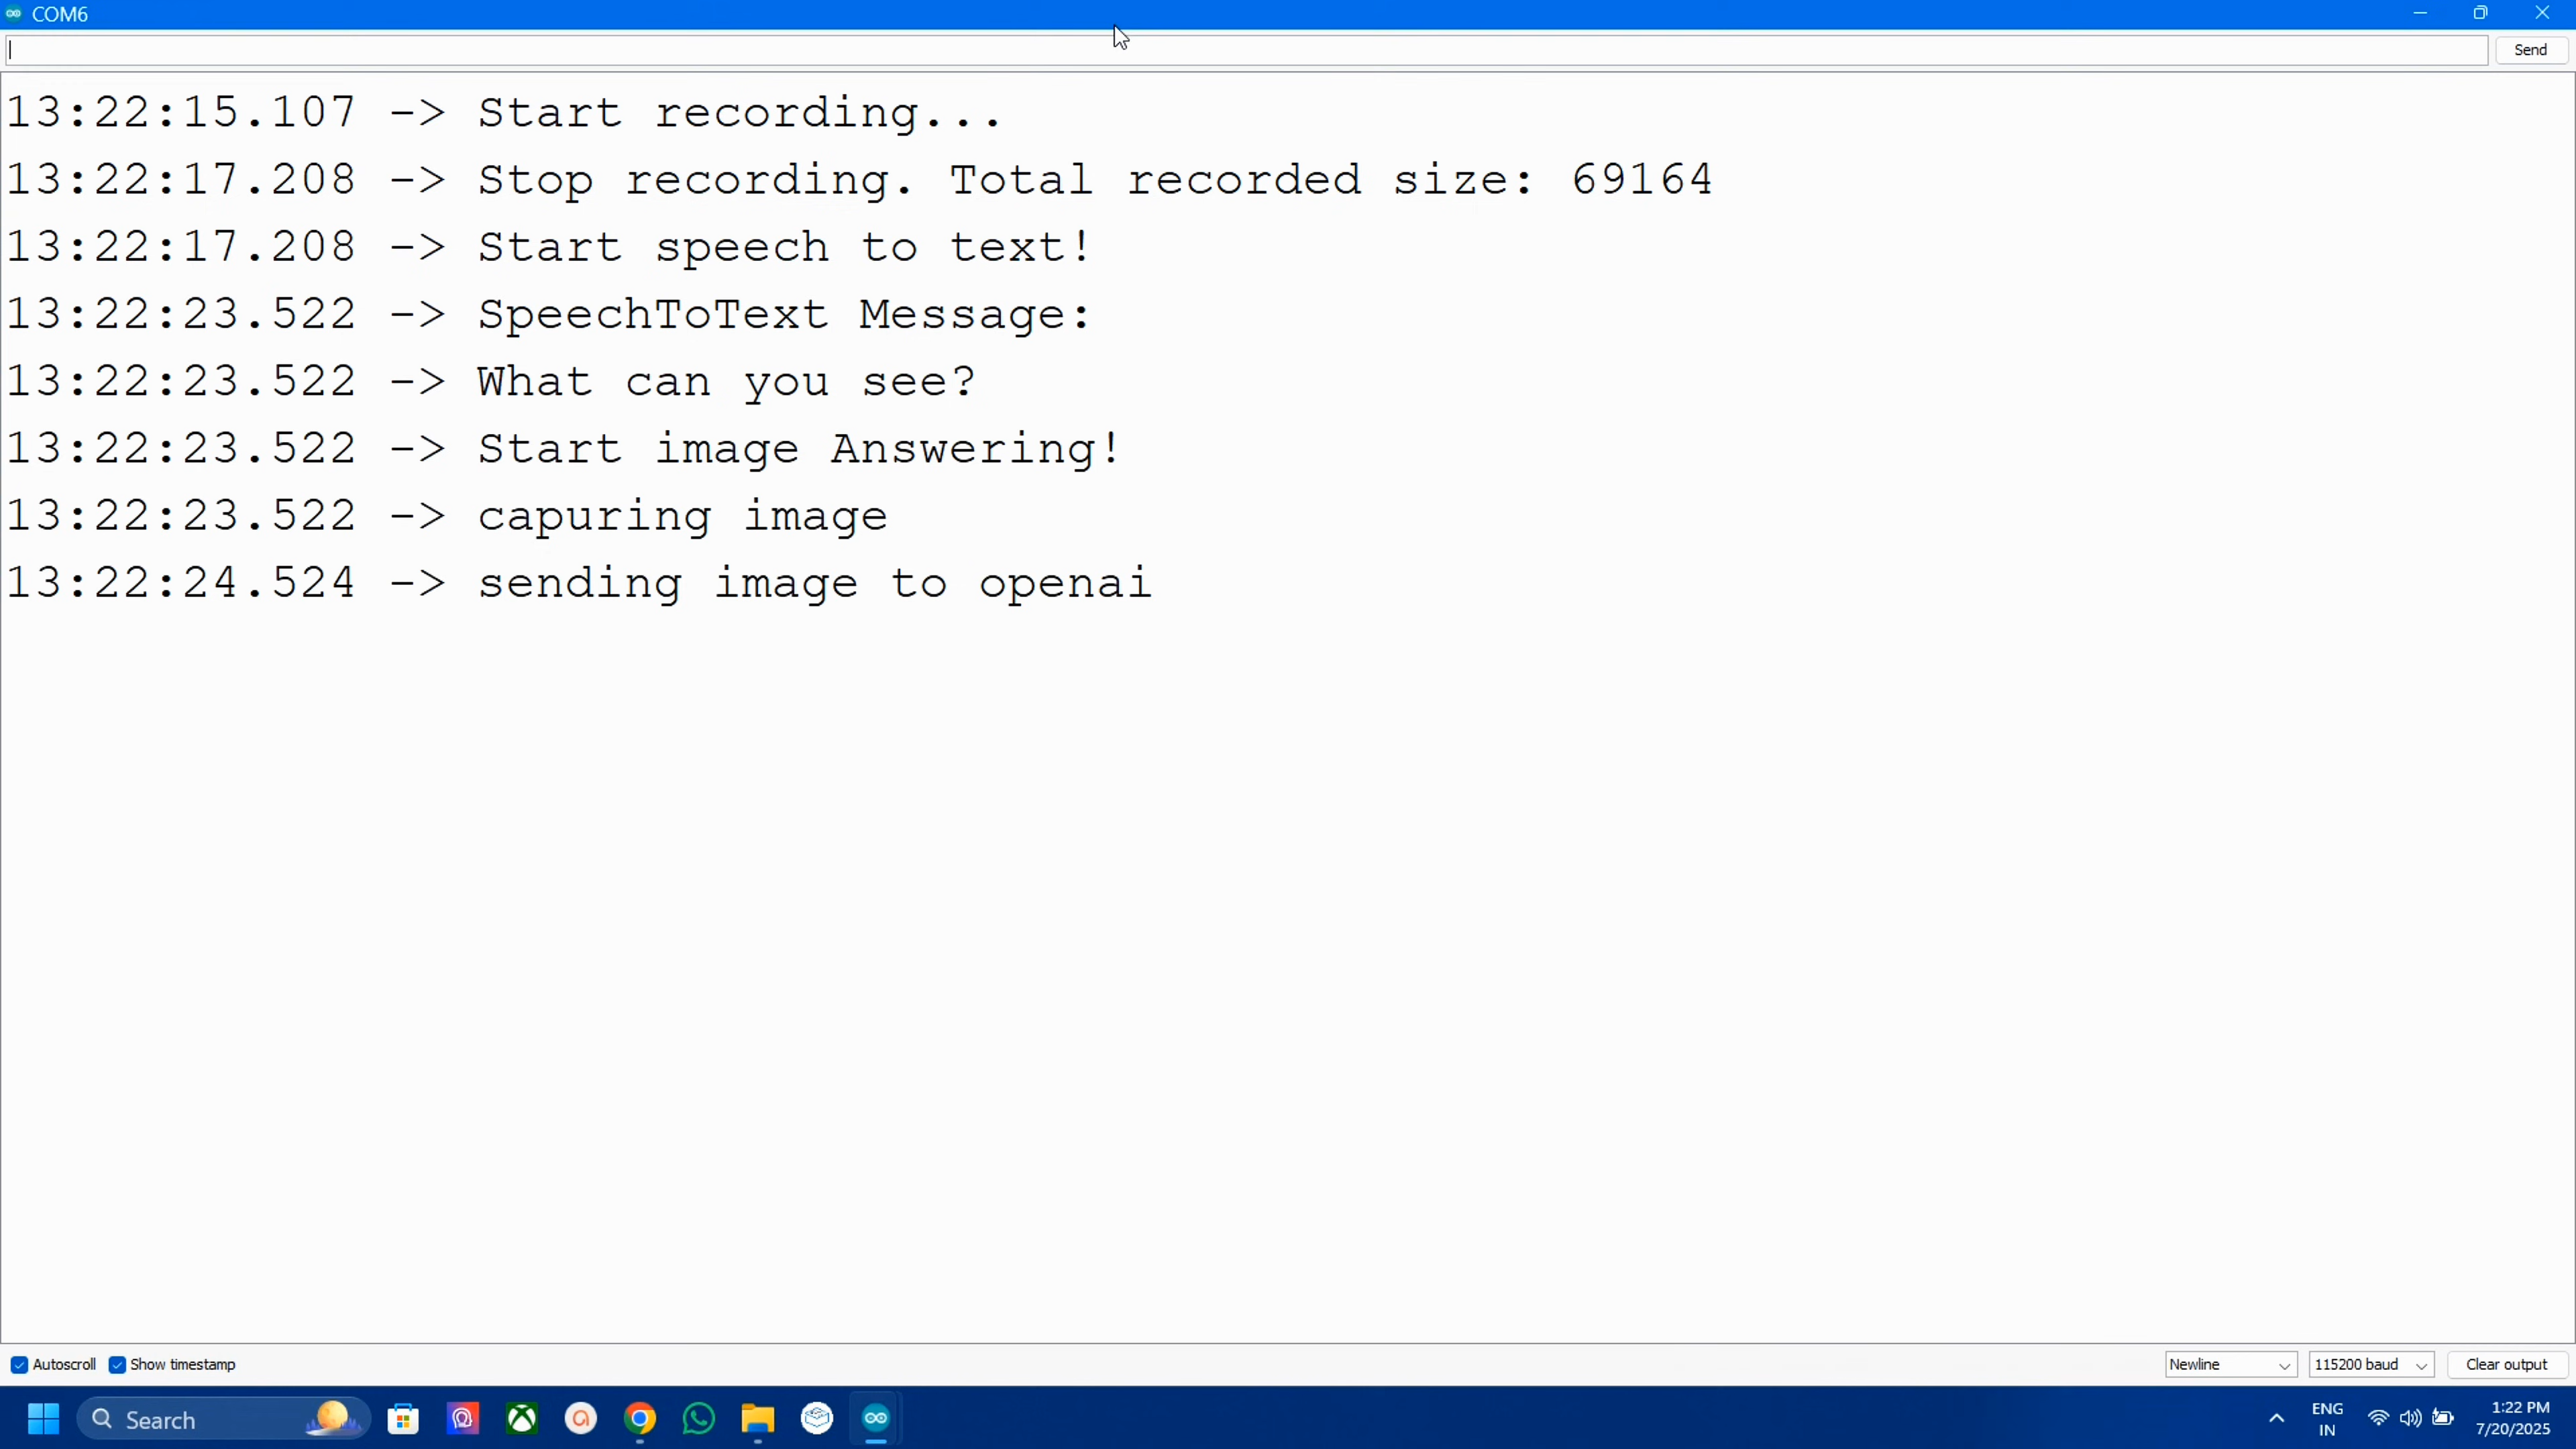 COM6
Send
13:22:15.107 -> Start recording...
13:22:17.208 -> Stop recording. Total recorded size: 69164
13:22:17.208 -> Start speech to text!
13:22:23.522 -> SpeechToText Message:
13:22:23.522 -> What can you see?
13:22:23.522 -> Start image Answering!
13:22:23.522 -> capuring image
13:22:24.524 -> sending image to openai
Autoscroll Show timestamp Newline 115200 baud Clear output
Search
ENG
IN
1:22 PM
7/20/2025